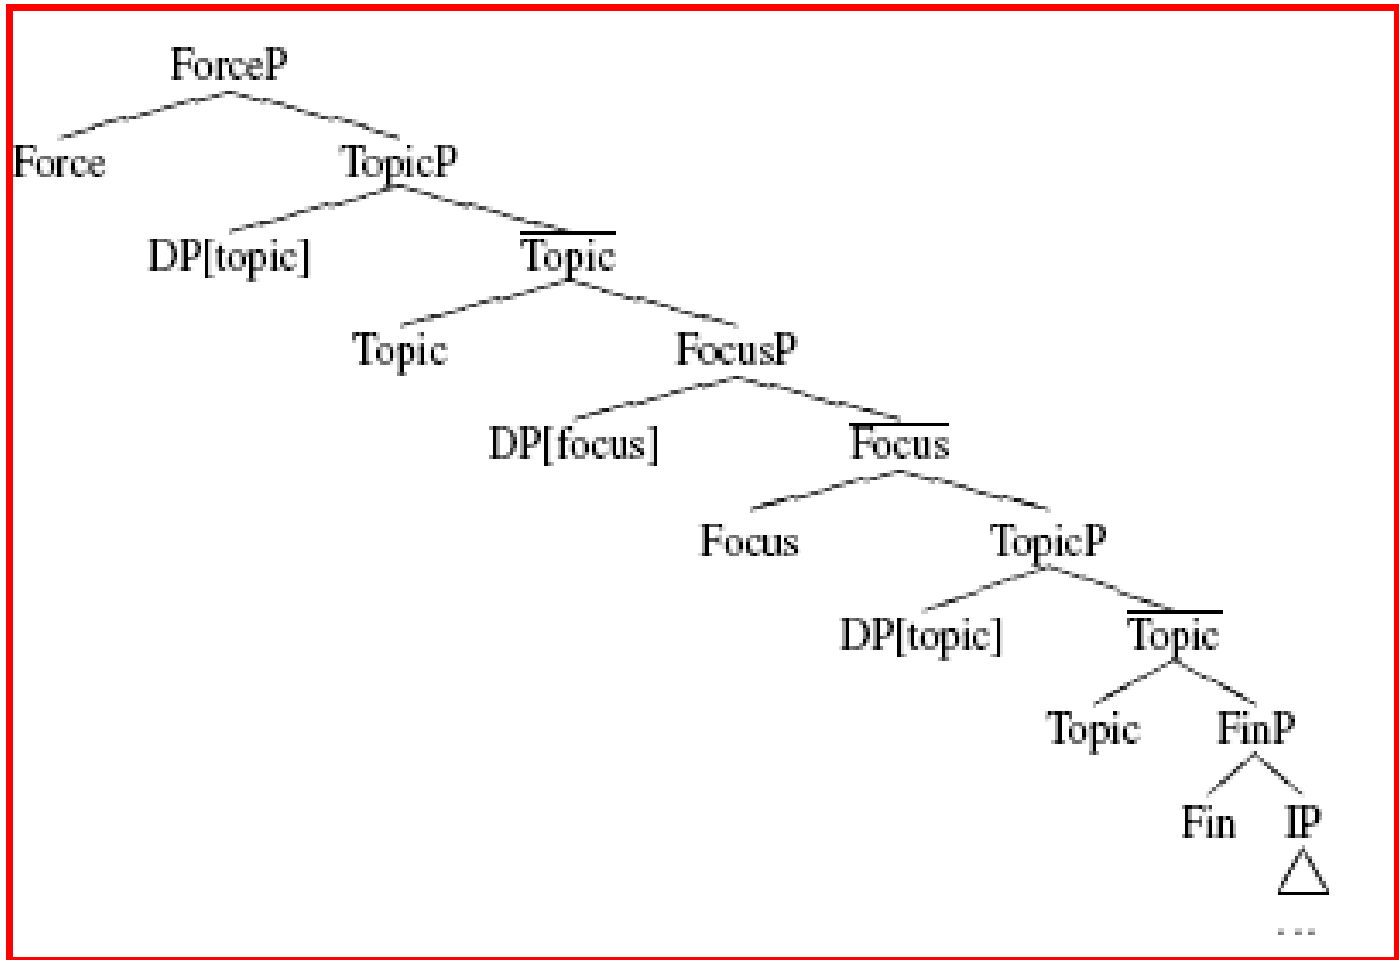 ForceP
Force TopicP
DP[topic] Topic
Topic FocusP
DP[focus] Focus
Focus TopicP
DP[topic] Topic
Topic FinP
Fin IP
...